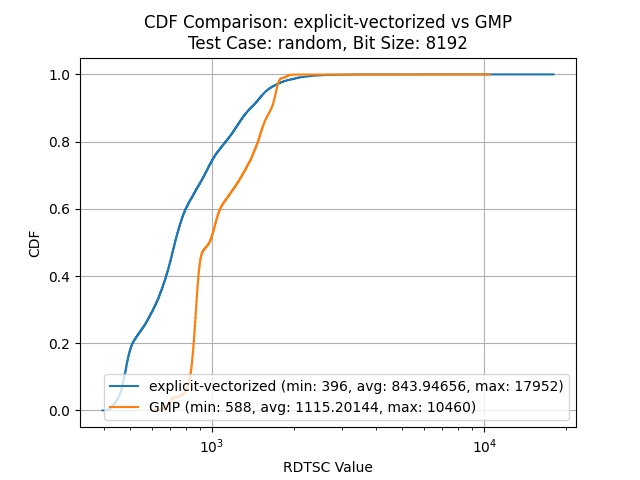 CDF Comparison: explicit-vectorized vs GMP
Test Case: random, Bit Size: 8192
1.0
0.8
0.6
0.4
0.2
0.0
CDF
explicit-vectorized (min: 396, avg: 843.94656, max: 17952)
GMP (min: 588, avg: 1115.20144, max: 10460)
10³
10⁴
RDTSC Value